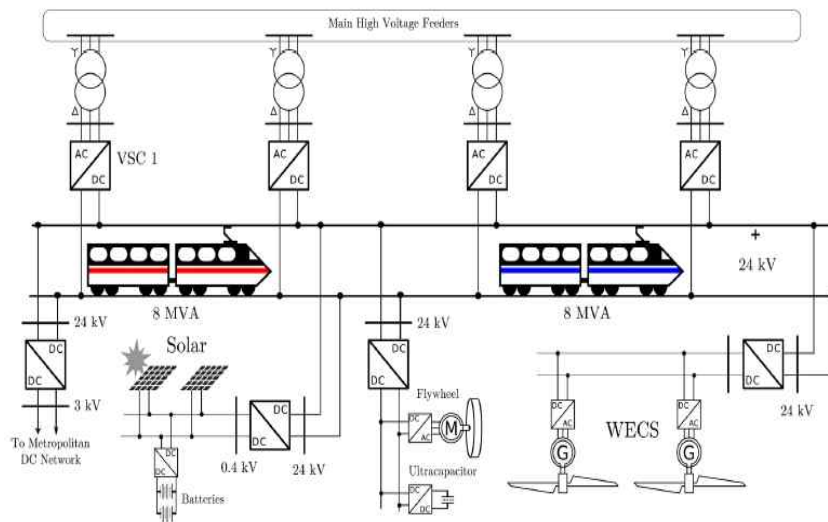 Main High Voltage Feeders
Y
Y
Y
Y
Δ
Δ
Δ
Δ
AC
DC
VSC 1
AC
DC
AC
DC
AC
DC
+
24 kV
8 MVA
8 MVA
24 kV
DC
DC
3 kV
To Metropolitan
DC Network
Solar
DC
DC
0.4 kV
24 kV
DC
DC
Batteries
24 kV
DC
DC
Flywheel
DC
AC
M
Ultracapacitor
DC
DC
DC
DC
24 kV
WECS
DC
AC
G
DC
AC
G